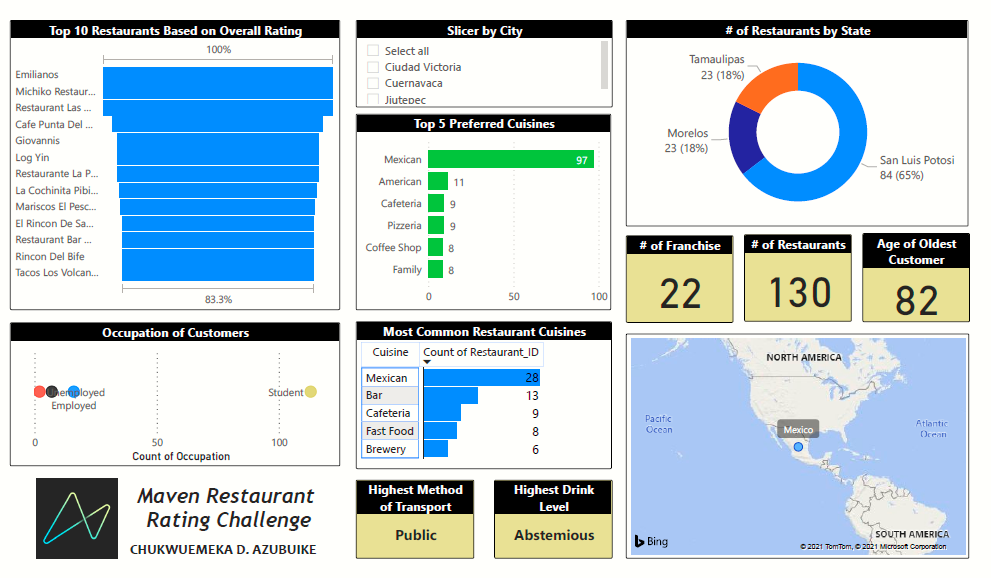 Top 10 Restaurants Based on Overall Rating
100%
Emilianos
Michiko Restaur...
Restaurant Las ...
Cafe Punta Del ...
Giovannis
Log Yin
Restaurante La P...
La Cochinita Pibi...
Mariscos El Pesc...
El Rincon De Sa...
Restaurant Bar ...
Rincon Del Bife
Tacos Los Volcan...
83.3%
Slicer by City
Select all
Ciudad Victoria
Cuernavaca
Jiutepec
Top 5 Preferred Cuisines
Mexican 97
American 11
Cafeteria 9
Pizzeria 9
Coffee Shop 8
Family 8
0 50 100
# of Restaurants by State
Tamaulipas
23 (18%)
Morelos
23 (18%)
San Luis Potosi
84 (65%)
# of Franchise
22
# of Restaurants
130
Age of Oldest
Customer
82
Occupation of Customers
Unemployed
Employed
Student
0 50 100
Count of Occupation
Most Common Restaurant Cuisines
Cuisine Count of Restaurant_ID
Mexican 28
Bar 13
Cafeteria 9
Fast Food 8
Brewery 6
NORTH AMERICA
Pacific
Ocean
Mexico
Atlantic
Ocean
SOUTH AMERICA
Bing
© 2021 TomTom, © 2021 Microsoft Corporation
Maven Restaurant
Rating Challenge
CHUKWUEMEKA D. AZUBUIKE
Highest Method
of Transport
Public
Highest Drink
Level
Abstemious